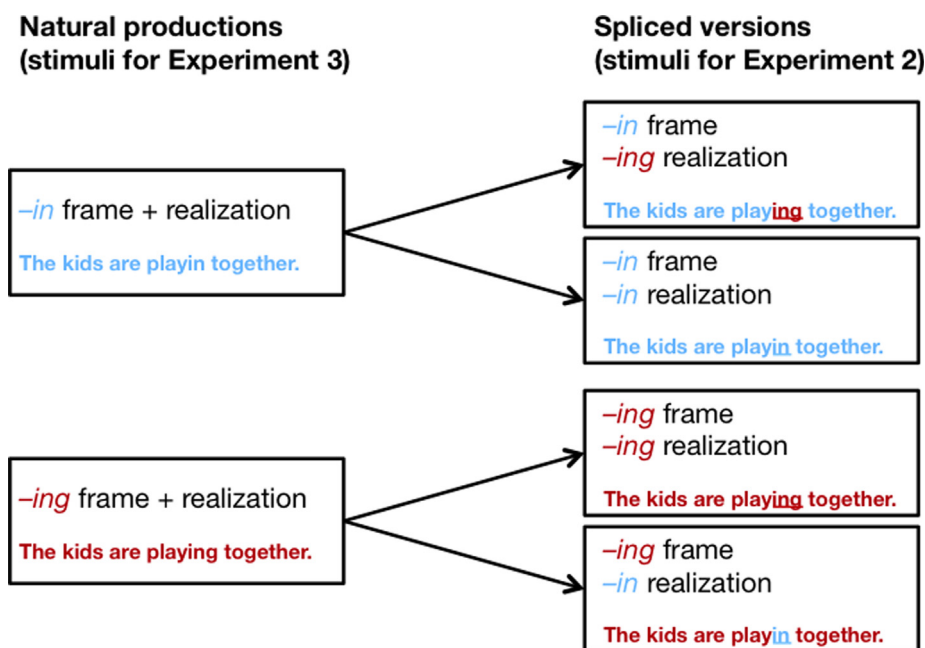 Natural productions
(stimuli for Experiment 3)
Spliced versions
(stimuli for Experiment 2)
–in frame + realization
The kids are playin together.
–in frame
–ing realization
The kids are playing together.
–in frame
–in realization
The kids are playin together.
–ing frame + realization
The kids are playing together.
–ing frame
–ing realization
The kids are playing together.
–ing frame
–in realization
The kids are playin together.